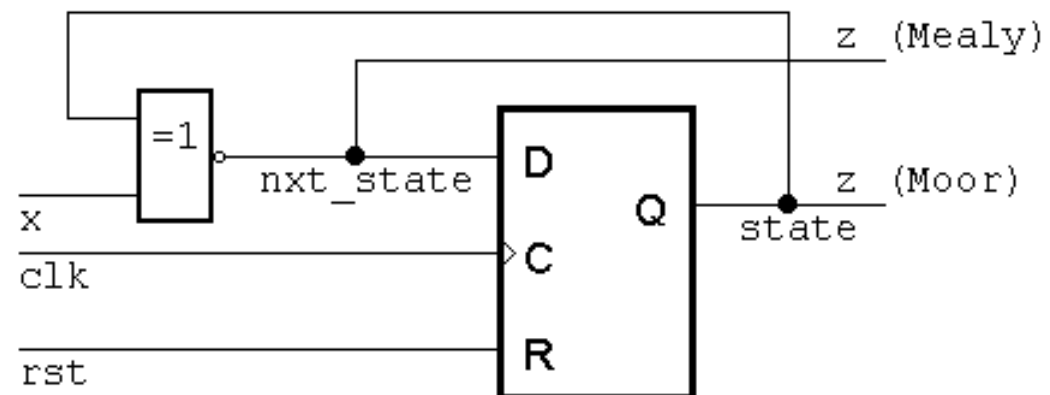 z (Mealy)
=1
D
nxt_state
z (Moor)
Q
x
state
clk
C
rst
R